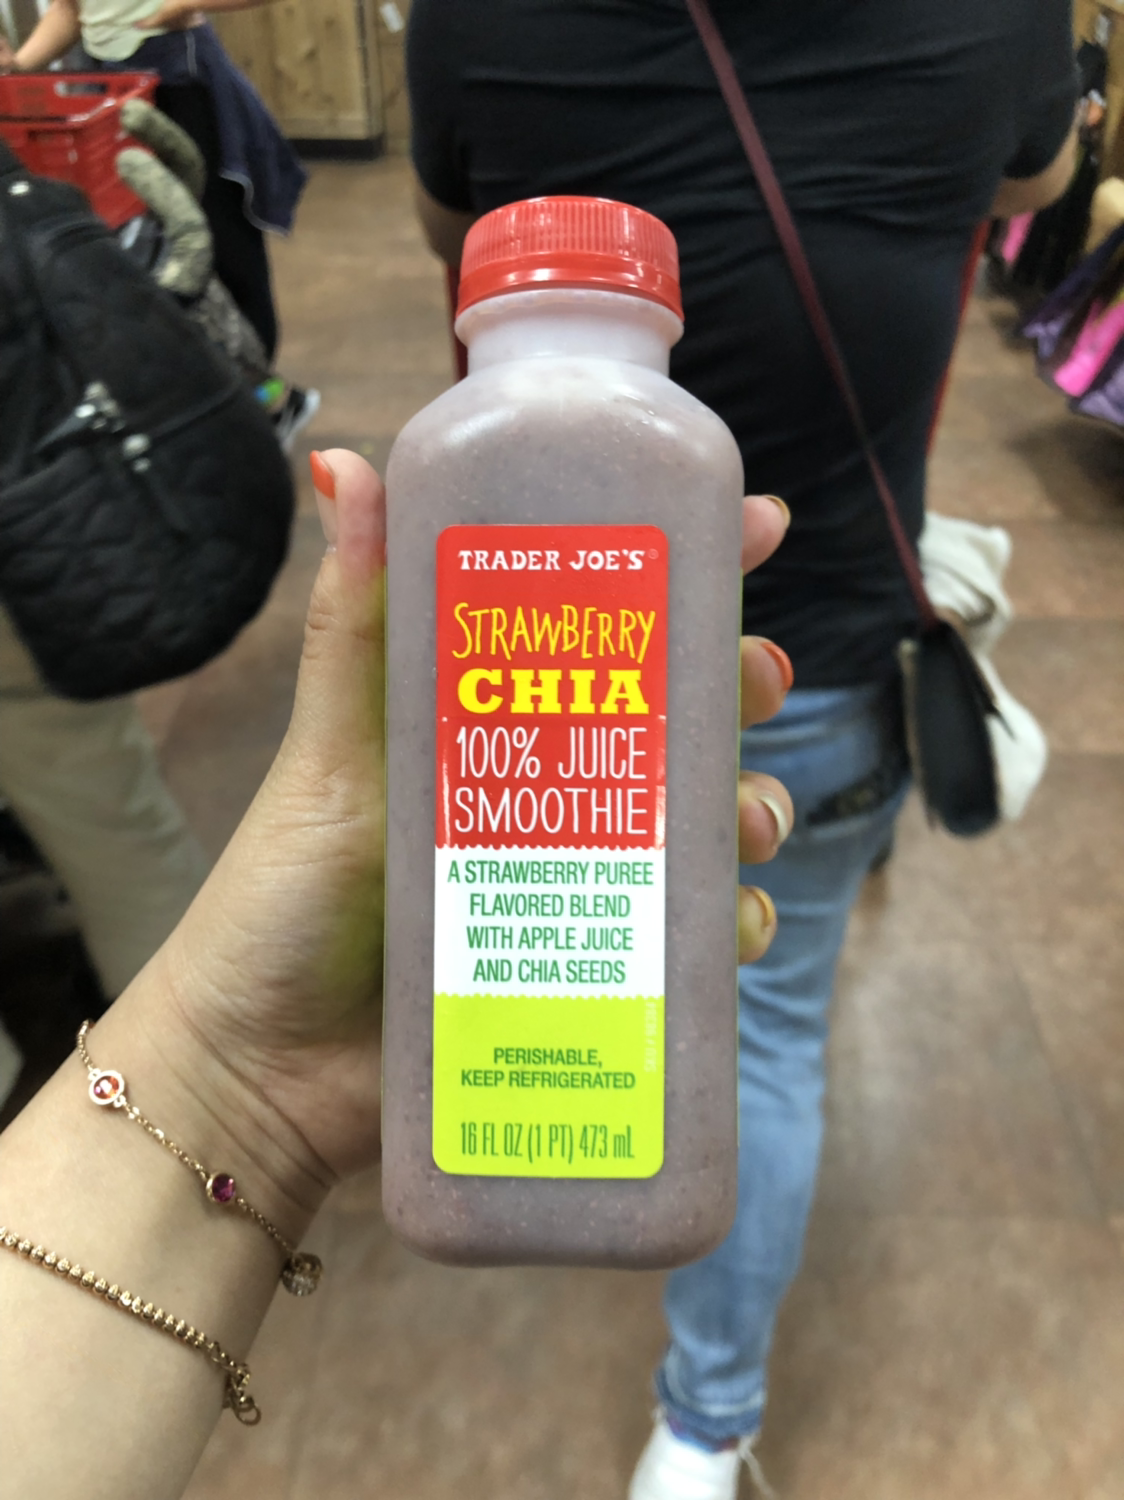 TRADER JOE'S®
STRAWBERRY
CHIA
100% JUICE
SMOOTHIE
A STRAWBERRY PUREE
FLAVORED BLEND
WITH APPLE JUICE
AND CHIA SEEDS
PERISHABLE,
KEEP REFRIGERATED
16 FL OZ (1 PT) 473 mL